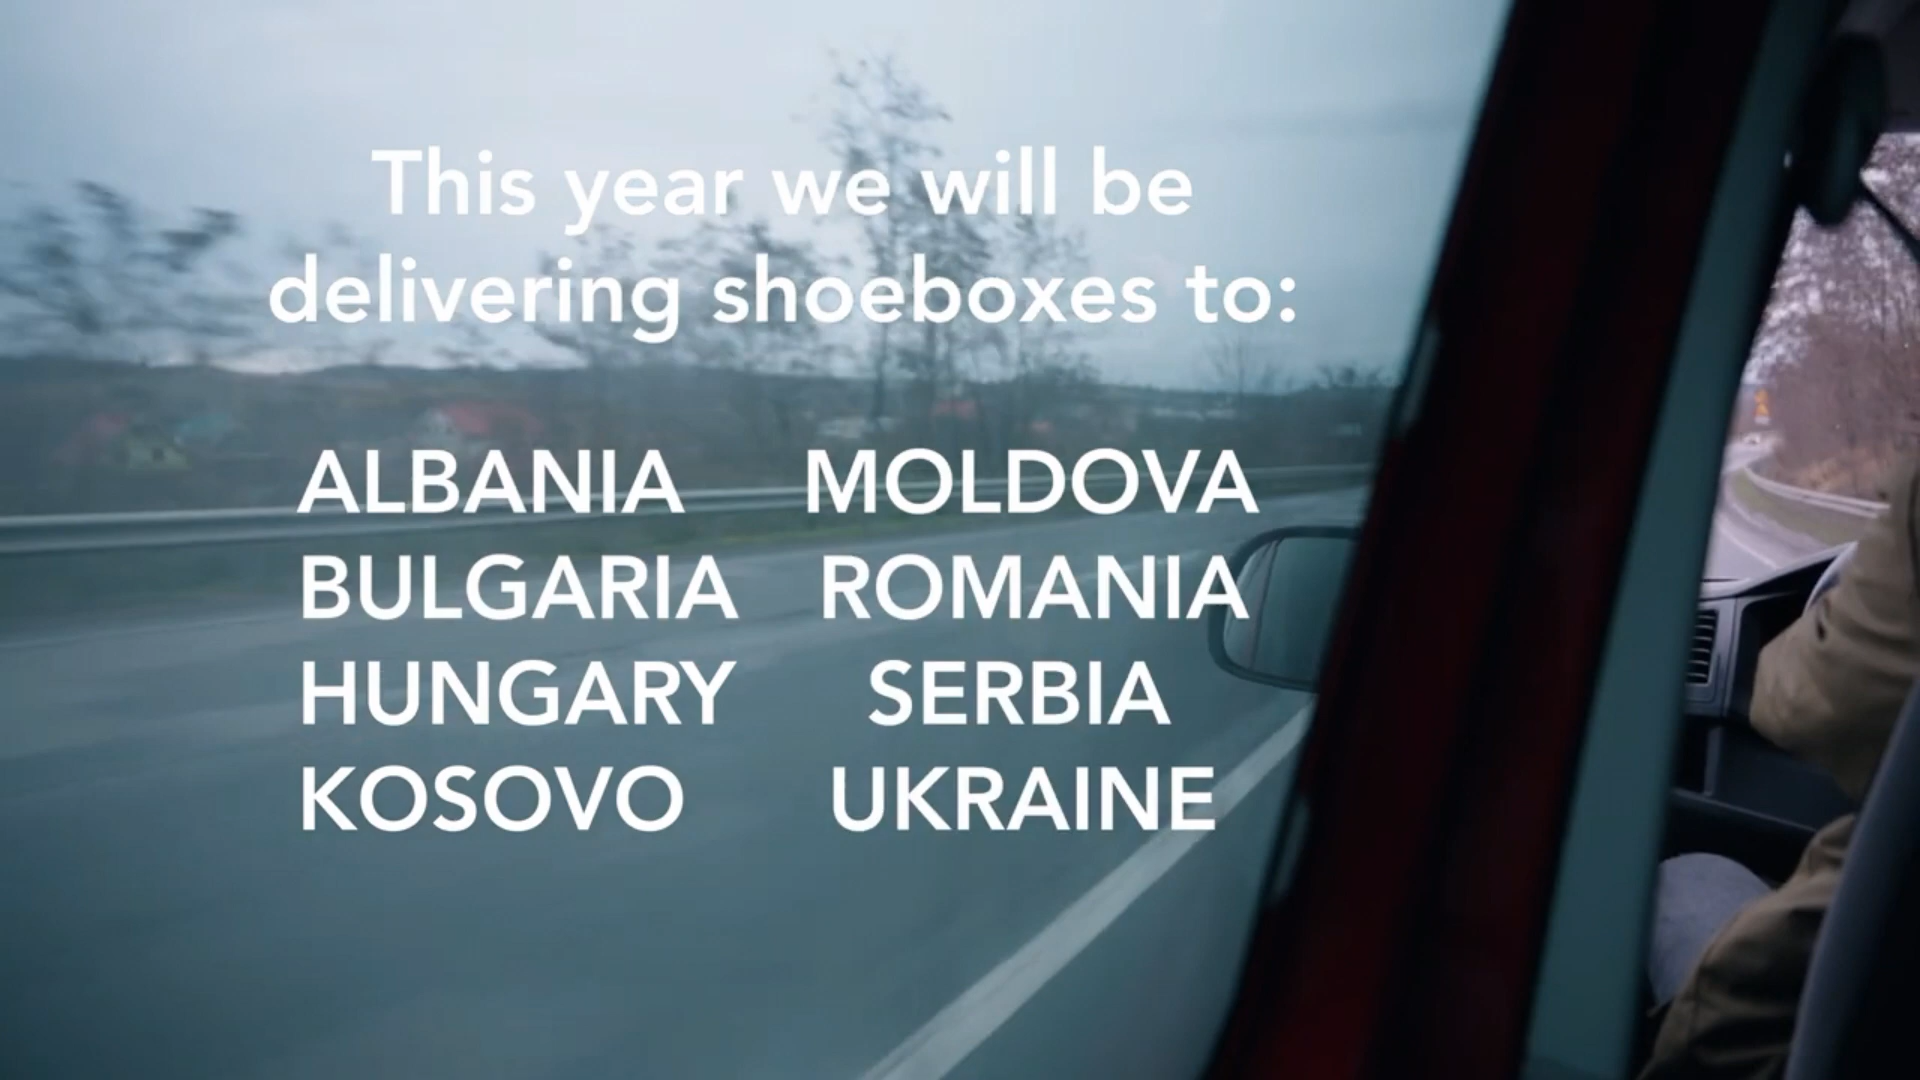 This year we will be
delivering shoeboxes to:
ALBANIA MOLDOVA
BULGARIA ROMANIA
HUNGARY SERBIA
KOSOVO UKRAINE